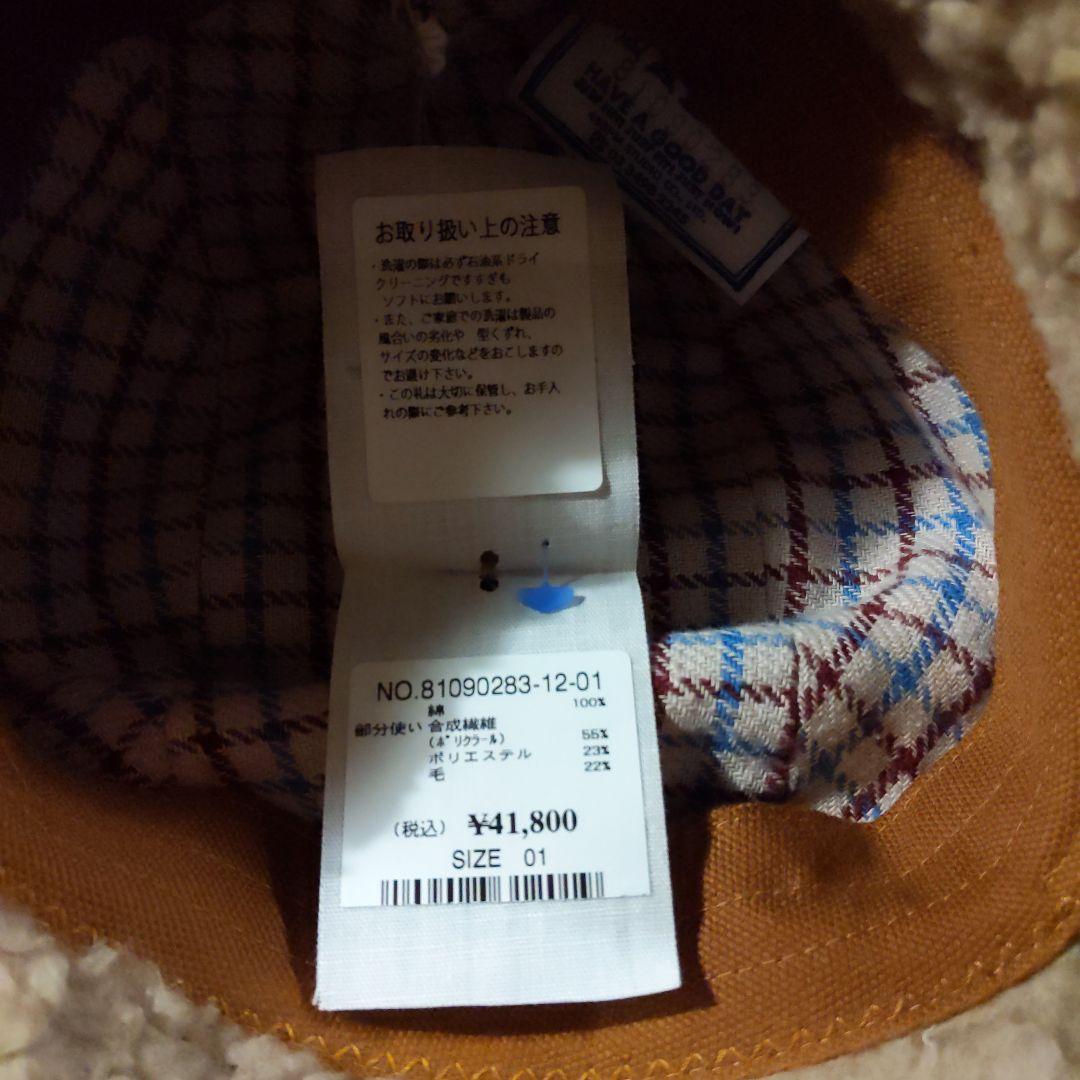 HAVE A GOOD DAY
お取り扱い上の注意
・洗濯の際は必ず石油系ドライ
クリーニングですすぎも
ソフトにお願いします。
・また、ご家庭での洗濯は製品の
風合いの劣化や 型くずれ、
サイズの変化などをおこしますの
でお避け下さい。
・この札は大切に保管し、お手入
れの際にご参考下さい。
NO.81090283-12-01
綿 100%
部分使い 合成繊維
(ポリクラール) 55%
ポリエステル 23%
毛 22%
(税込) ¥41,800
SIZE 01